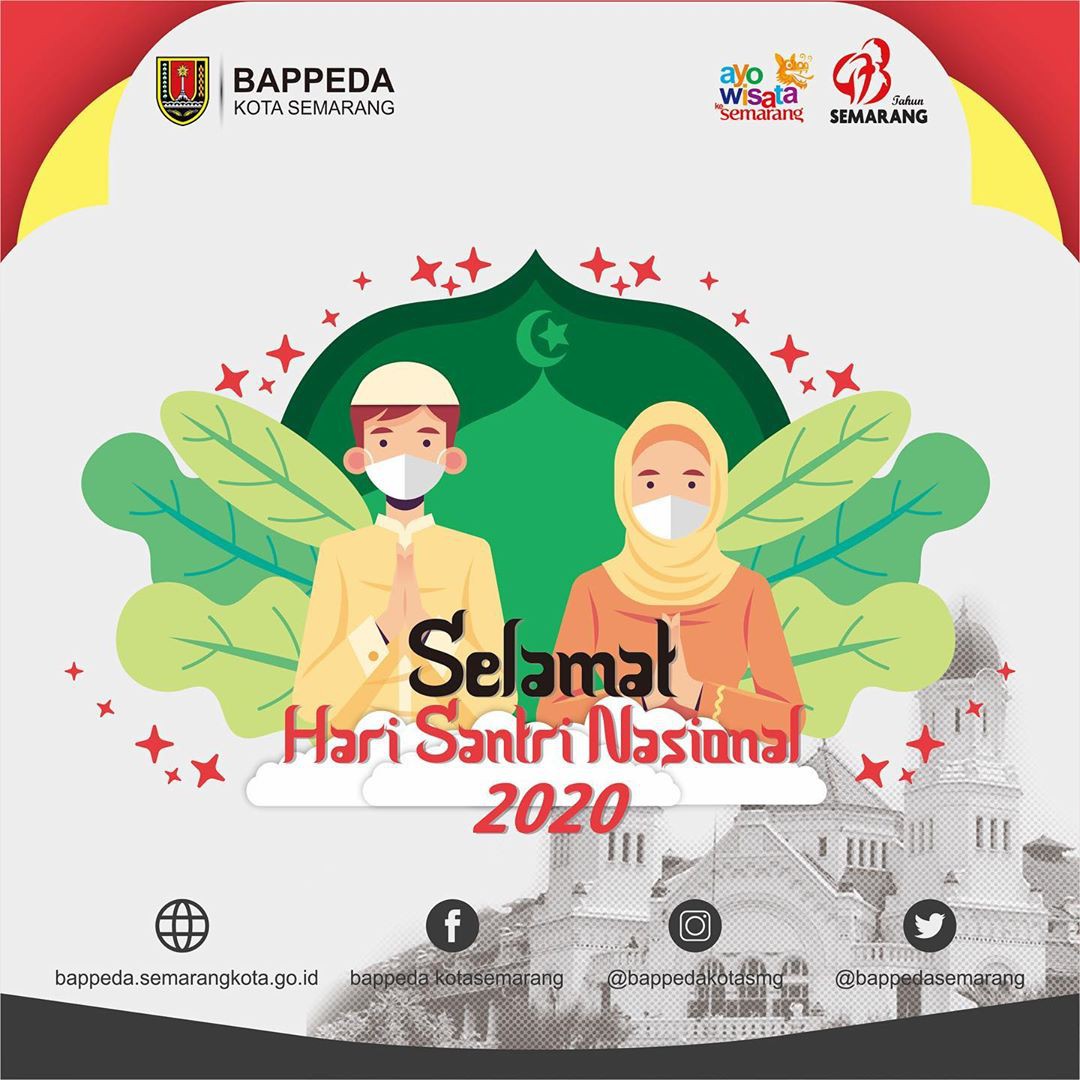 BAPPEDA
KOTA SEMARANG
ayo
wisata
ke semarang
473 Tahun
SEMARANG
Selamat
Hari Santri Nasional
2020
bappeda.semarangkota.go.id
bappeda kotasemarang
@bappedakotasmg
@bappedasemarang